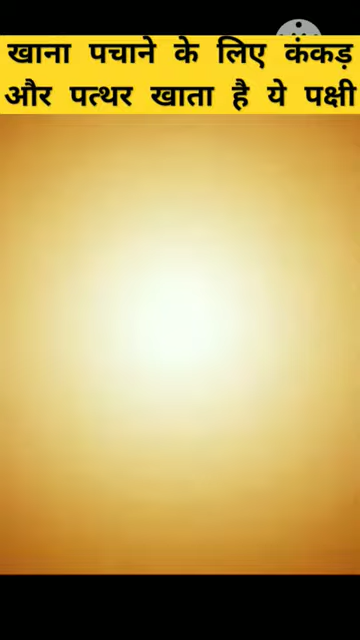 खाना पचाने के लिए कंकड़
और पत्थर खाता है ये पक्षी